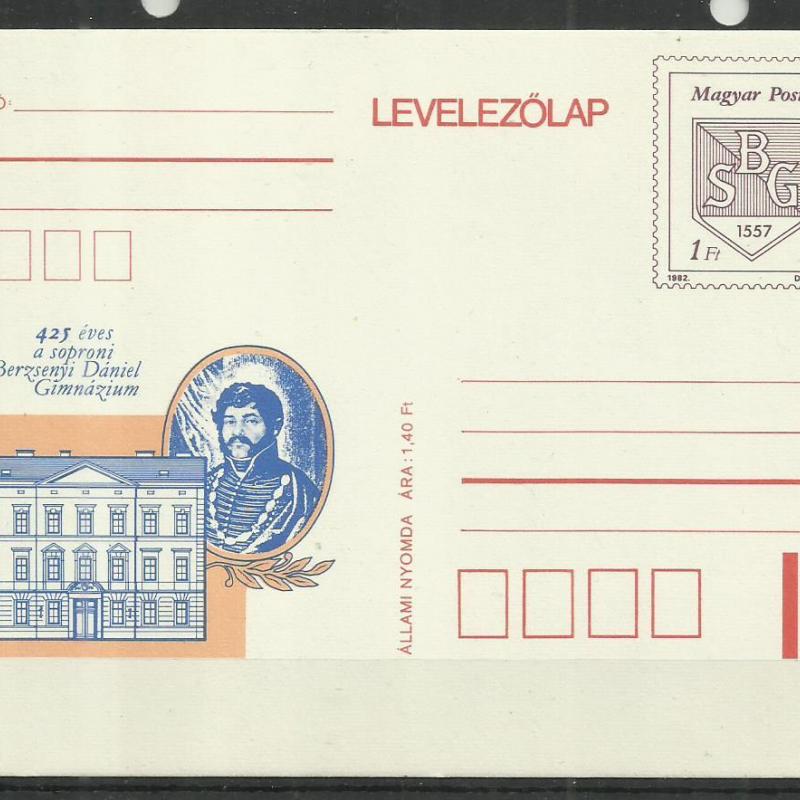 LEVELEZŐLAP
Magyar
SBG
1557
1 Ft
1982.
425 éves
a soproni
Berzsenyi Dániel
Gimnázium
ÁLLAMI NYOMDA ÁRA: 1,40 Ft